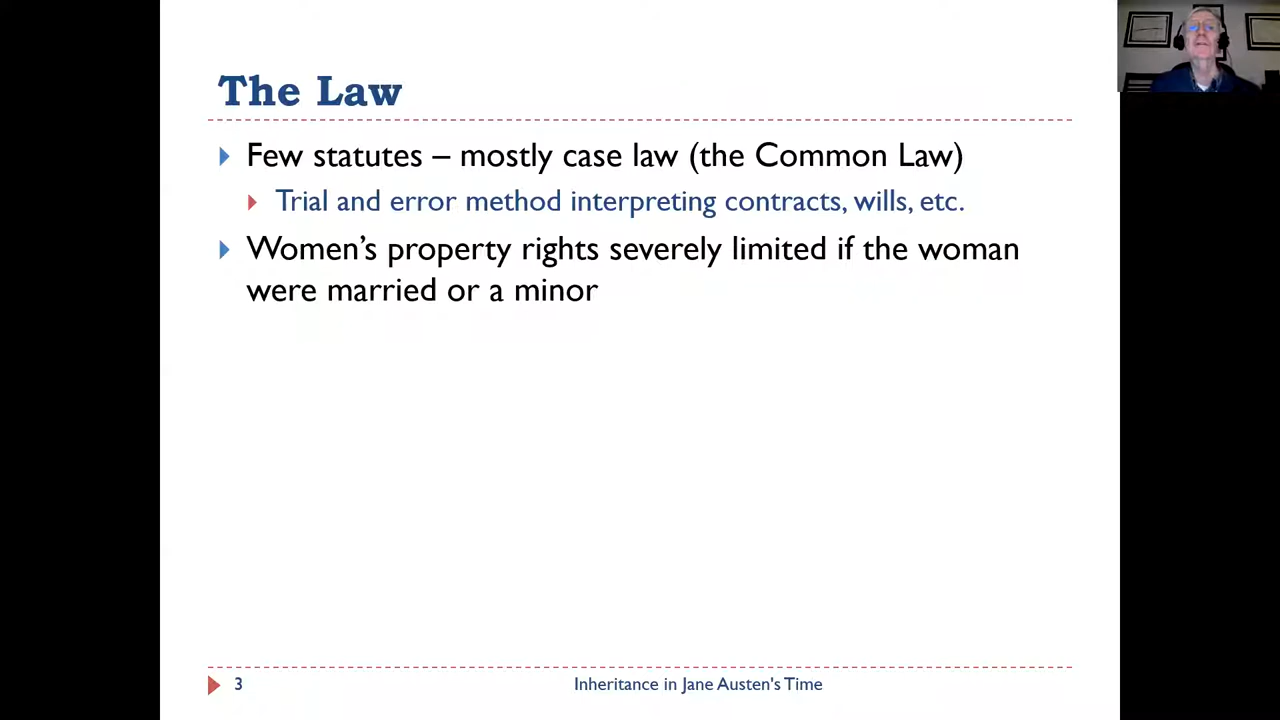 The Law
Few statutes – mostly case law (the Common Law)
Trial and error method interpreting contracts, wills, etc.
Women’s property rights severely limited if the woman
were married or a minor
3
Inheritance in Jane Austen's Time